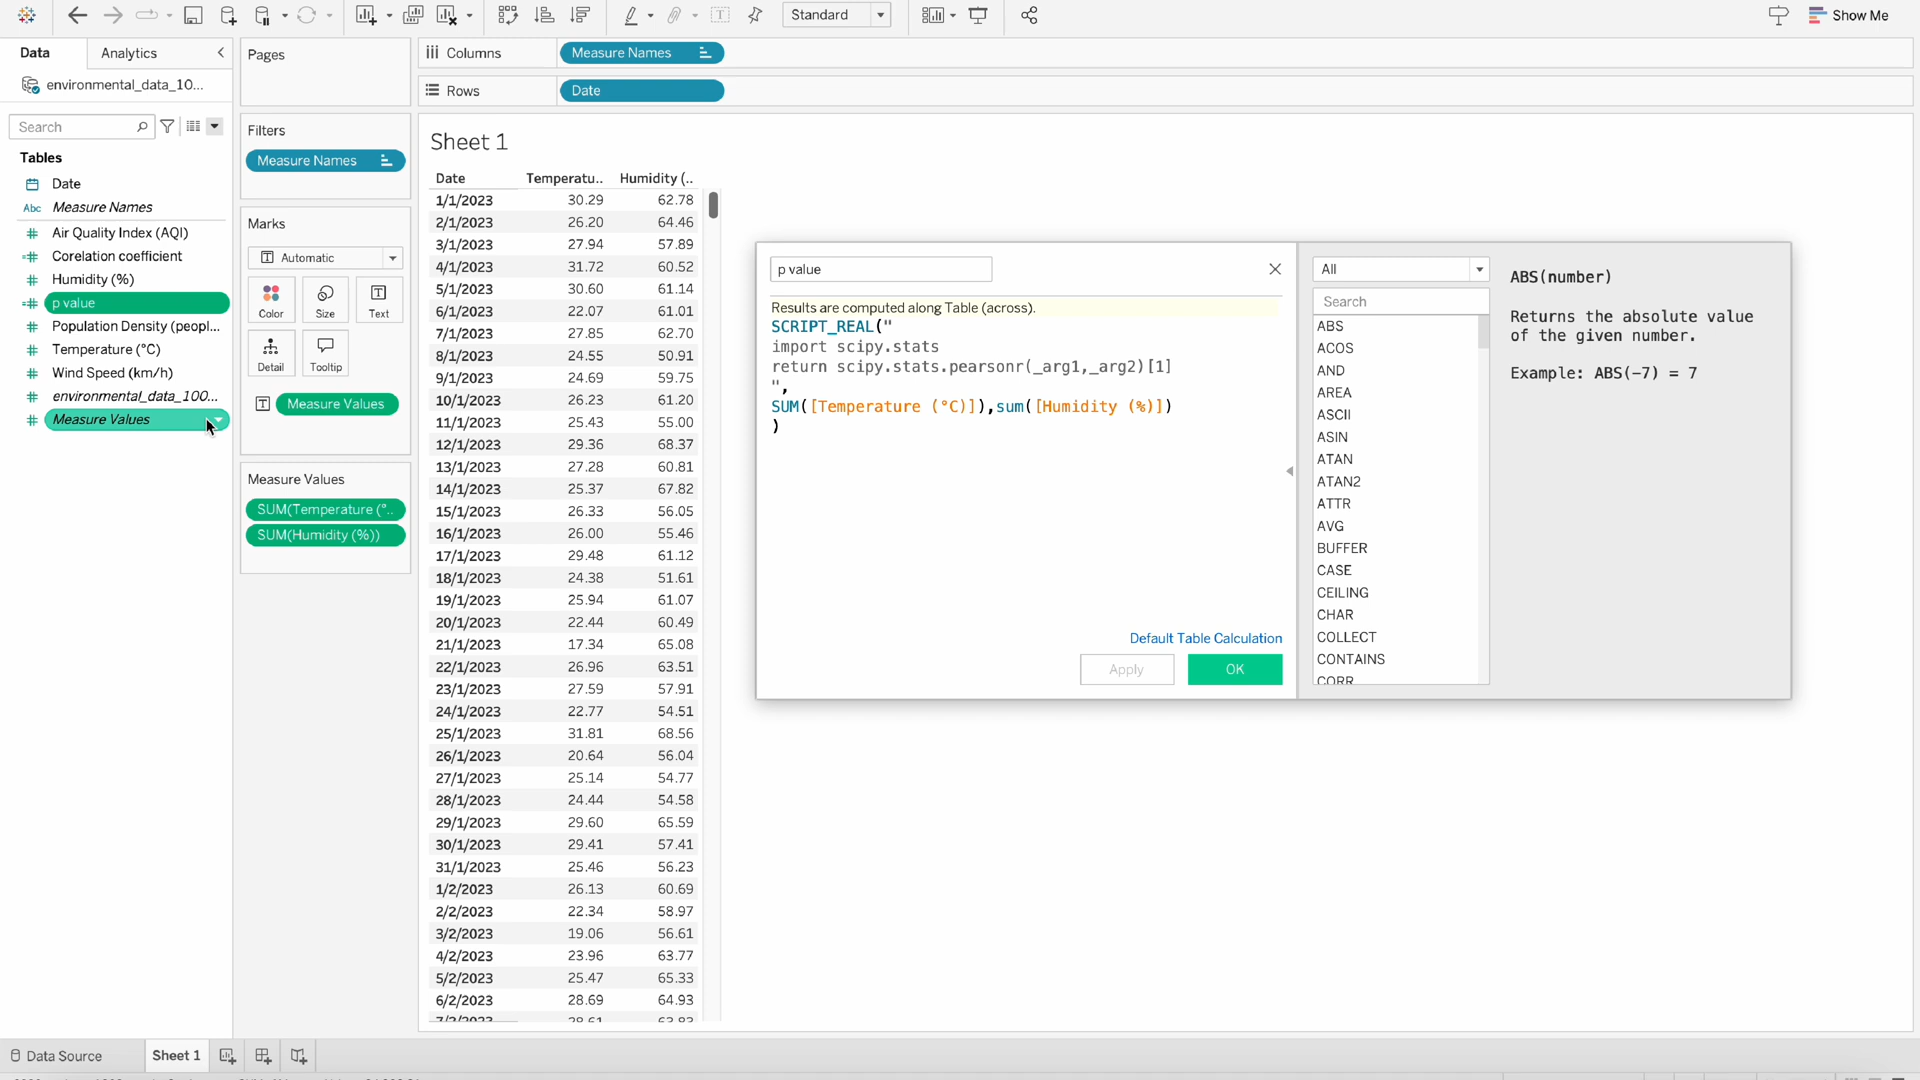 Standard
Show Me
Data
Analytics
environmental_data_10...
Search
Tables
Date
Abc
Measure Names
Air Quality Index (AQI)
Corelation coefficient
Humidity (%)
p value
Population Density (peopl...
Temperature (°C)
Wind Speed (km/h)
environmental_data_100...
Measure Values
Pages
Filters
Measure Names
Marks
Automatic
Color
Size
Text
Detail
Tooltip
Measure Values
Measure Values
SUM(Temperature (°..
SUM(Humidity (%))
Columns
Measure Names
Rows
Date
Sheet 1
Date Temperatu.. Humidity (..
1/1/2023 30.29 62.78
2/1/2023 26.20 64.46
3/1/2023 27.94 57.89
4/1/2023 31.72 60.52
5/1/2023 30.60 61.14
6/1/2023 22.07 61.01
7/1/2023 27.85 62.70
8/1/2023 24.55 50.91
9/1/2023 24.69 59.75
10/1/2023 26.23 61.20
11/1/2023 25.43 55.00
12/1/2023 29.36 68.37
13/1/2023 27.28 60.81
14/1/2023 25.37 67.82
15/1/2023 26.33 56.05
16/1/2023 26.00 55.46
17/1/2023 29.48 61.12
18/1/2023 24.38 51.61
19/1/2023 25.94 61.07
20/1/2023 22.44 60.49
21/1/2023 17.34 65.08
22/1/2023 26.96 63.51
23/1/2023 27.59 57.91
24/1/2023 22.77 54.51
25/1/2023 31.81 68.56
26/1/2023 20.64 56.04
27/1/2023 25.14 54.77
28/1/2023 24.44 54.58
29/1/2023 29.60 65.59
30/1/2023 29.41 57.41
31/1/2023 25.46 56.23
1/2/2023 26.13 60.69
2/2/2023 22.34 58.97
3/2/2023 19.06 56.61
4/2/2023 23.96 63.77
5/2/2023 25.47 65.33
6/2/2023 28.69 64.93
p value
Results are computed along Table (across).
SCRIPT_REAL("
import scipy.stats
return scipy.stats.pearsonr(_arg1,_arg2)[1]
",
SUM([Temperature (°C)]),sum([Humidity (%)])
)
Default Table Calculation
Apply
OK
All
Search
ABS
ACOS
AND
AREA
ASCII
ASIN
ATAN
ATAN2
ATTR
AVG
BUFFER
CASE
CEILING
CHAR
COLLECT
CONTAINS
CORR
ABS(number)
Returns the absolute value
of the given number.
Example: ABS(-7) = 7
Data Source
Sheet 1